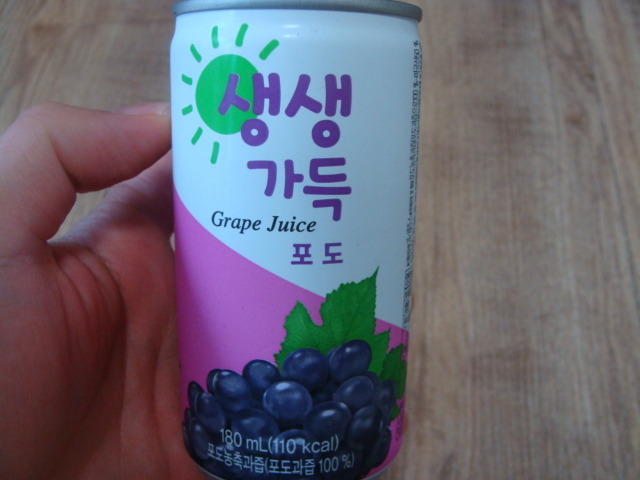 생생
가득
Grape Juice
포도
180 mL(110 kcal)
포도농축과즙(포도과즙 100 %)